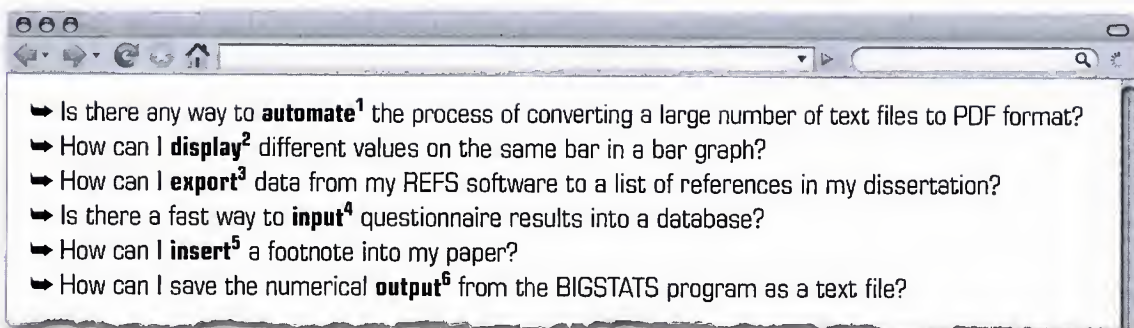 ➥ Is there any way to automate¹ the process of converting a large number of text files to PDF format?
➥ How can I display² different values on the same bar in a bar graph?
➥ How can I export³ data from my REFS software to a list of references in my dissertation?
➥ Is there a fast way to input⁴ questionnaire results into a database?
➥ How can I insert⁵ a footnote into my paper?
➥ How can I save the numerical output⁶ from the BIGSTATS program as a text file?